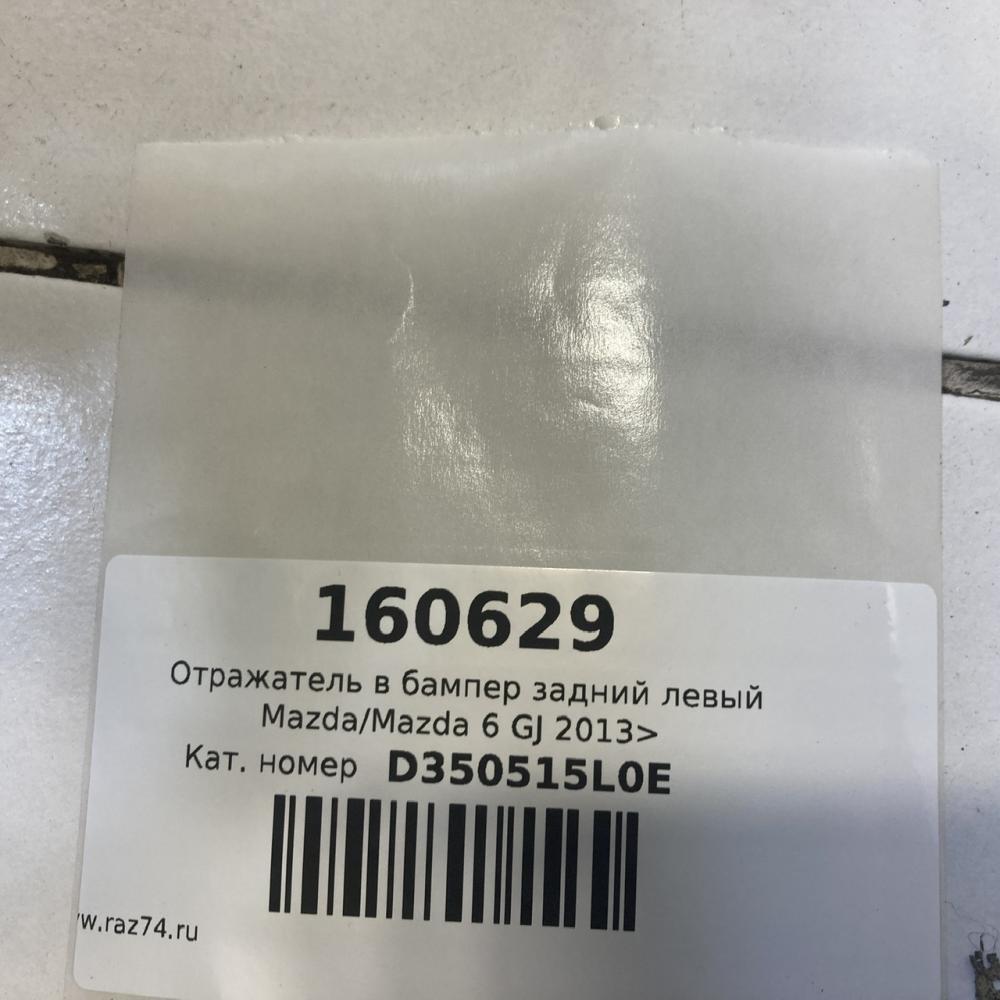 160629
Отражатель в бампер задний левый
Mazda/Mazda 6 GJ 2013>
Кат. номер D350515L0E
w.raz74.ru